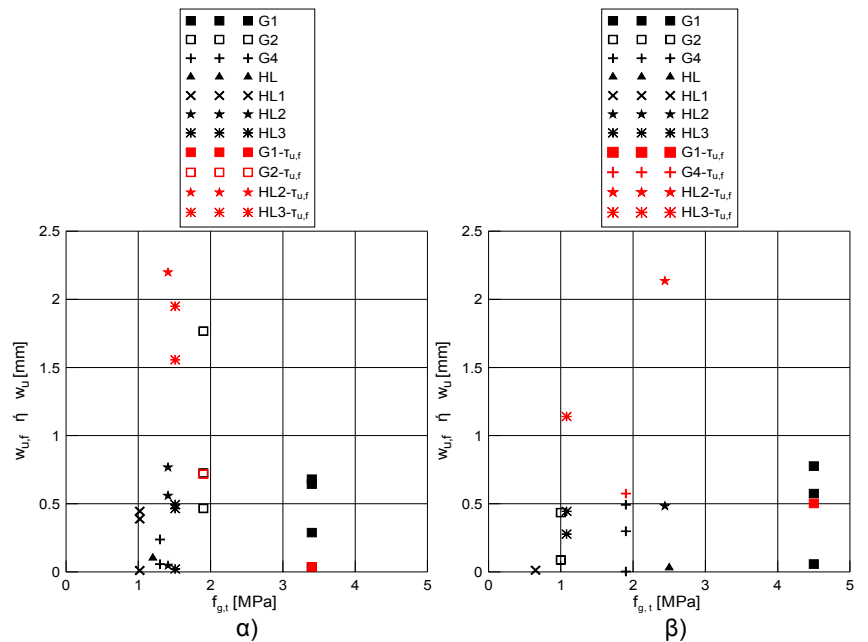 G1
G2
G4
HL
HL1
HL2
HL3
G1-τu,f
G2-τu,f
HL2-τu,f
HL3-τu,f
2.5
2
1.5
1
0.5
0
0 1 2 3 4 5
wu,f ή wu [mm]
fg,t [MPa]
α)
G1
G2
G4
HL
HL1
HL2
HL3
G1-τu,f
G4-τu,f
HL2-τu,f
HL3-τu,f
2.5
2
1.5
1
0.5
0
0 1 2 3 4 5
wu,f ή wu [mm]
fg,t [MPa]
β)